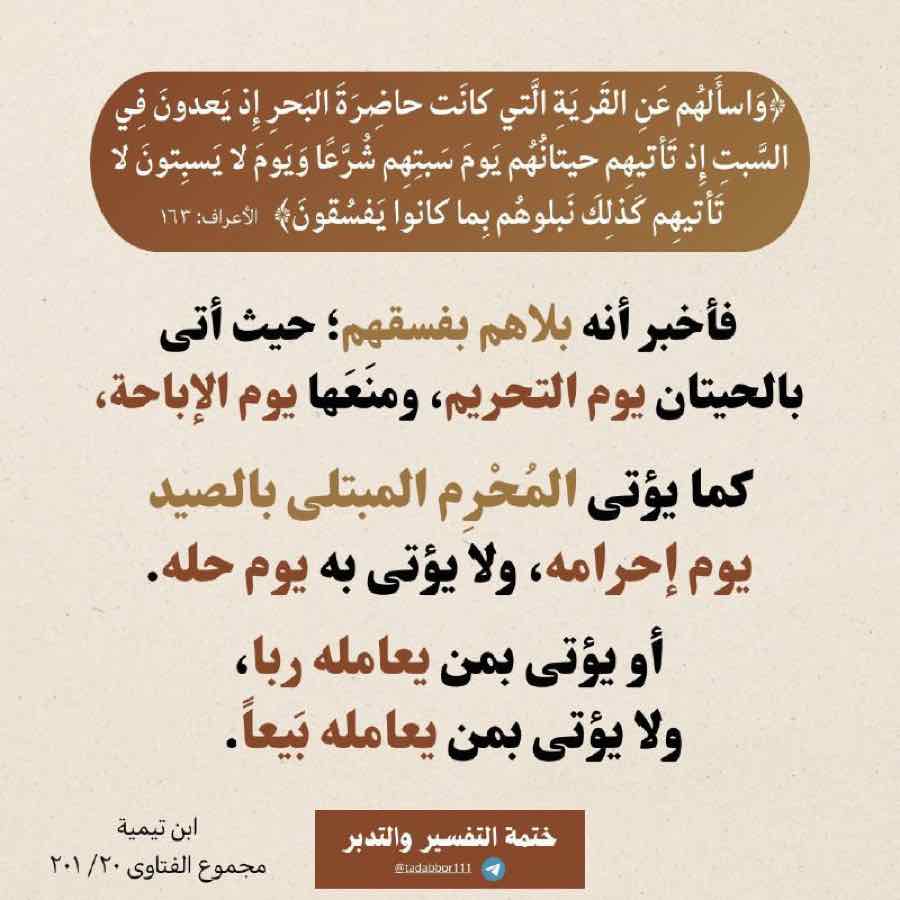 ﴿وَاسأَلهُم عَنِ القَريَةِ الَّتي كانَت حاضِرَةَ البَحرِ إِذ يَعدونَ فِي
السَّبتِ إِذ تَأتيهِم حيتانُهُم يَومَ سَبتِهِم شُرَّعًا وَيَومَ لا يَسبِتونَ لا
تَأتيهِم كَذلِكَ نَبلوهُم بِما كانوا يَفسُقونَ﴾ الأعراف: ١٦٣
فأخبر أنه بلاهم بفسقهم؛ حيث أتى
بالحيتان يوم التحريم، ومنَعَها يوم الإباحة،
كما يؤتى المُحْرِم المبتلى بالصيد
يوم إحرامه، ولا يؤتى به يوم حله.
أو يؤتى بمن يعامله ربا،
ولا يؤتى بمن يعامله بَيعاً.
ابن تيمية
مجموع الفتاوى ٢٠/ ٢٠١
ختمة التفسير والتدبر
@tadabbor111